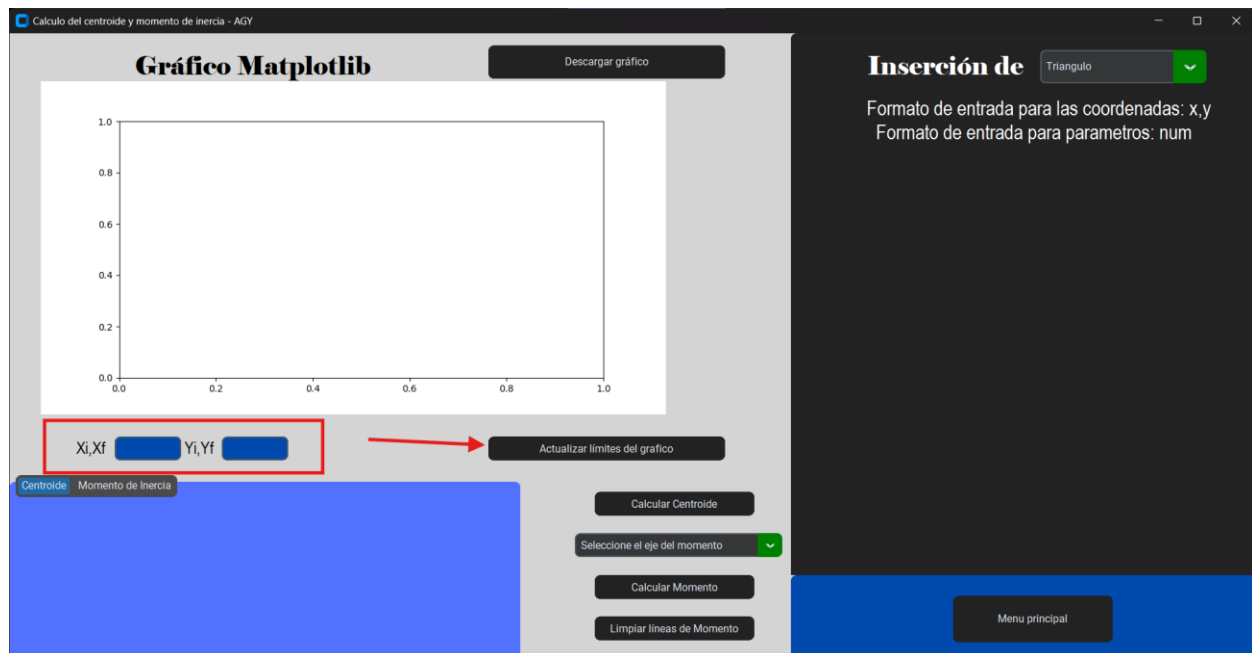 Calculo del centroide y momento de inercia - AGY
Gráfico Matplotlib
Descargar gráfico
1.0
0.8
0.6
0.4
0.2
0.0
0.0 0.2 0.4 0.6 0.8 1.0
Xi,Xf Yi,Yf
Actualizar límites del grafico
Centroide Momento de Inercia
Calcular Centroide
Seleccione el eje del momento
Calcular Momento
Limpiar líneas de Momento
Inserción de Triangulo
Formato de entrada para las coordenadas: x,y
Formato de entrada para parametros: num
Menu principal